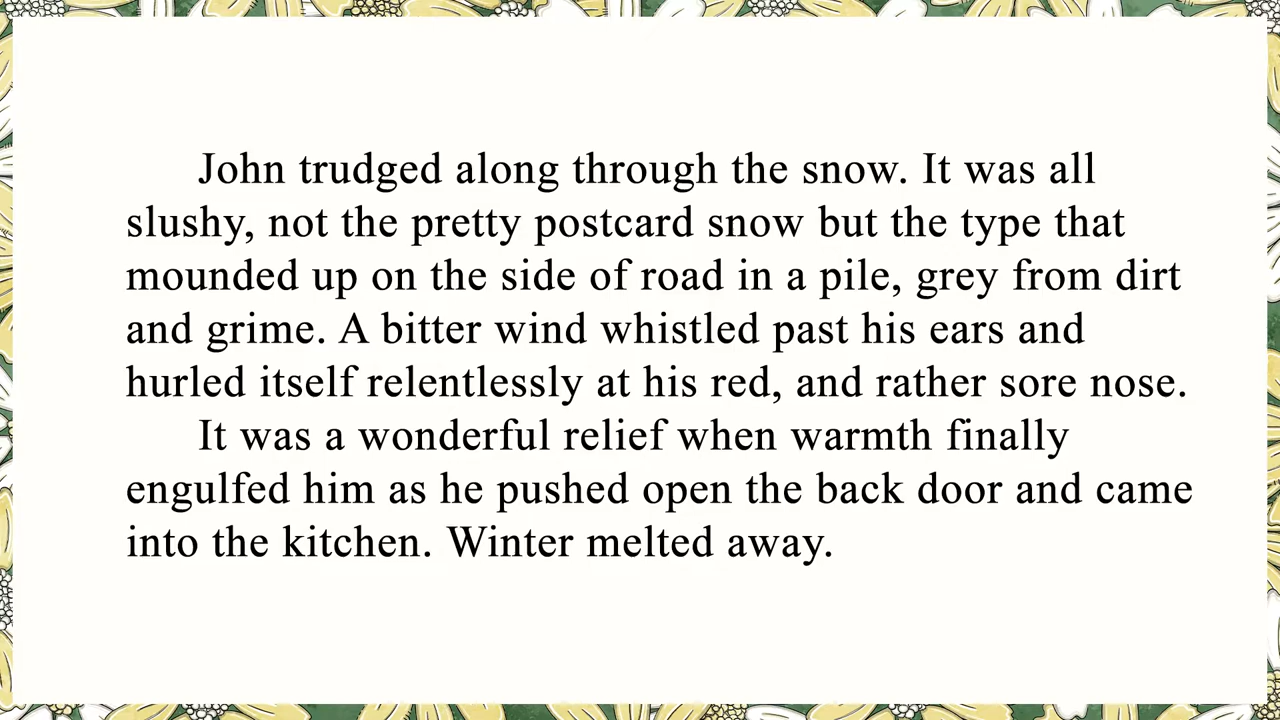 John trudged along through the snow. It was all
slushy, not the pretty postcard snow but the type that
mounded up on the side of road in a pile, grey from dirt
and grime. A bitter wind whistled past his ears and
hurled itself relentlessly at his red, and rather sore nose.
It was a wonderful relief when warmth finally
engulfed him as he pushed open the back door and came
into the kitchen. Winter melted away.